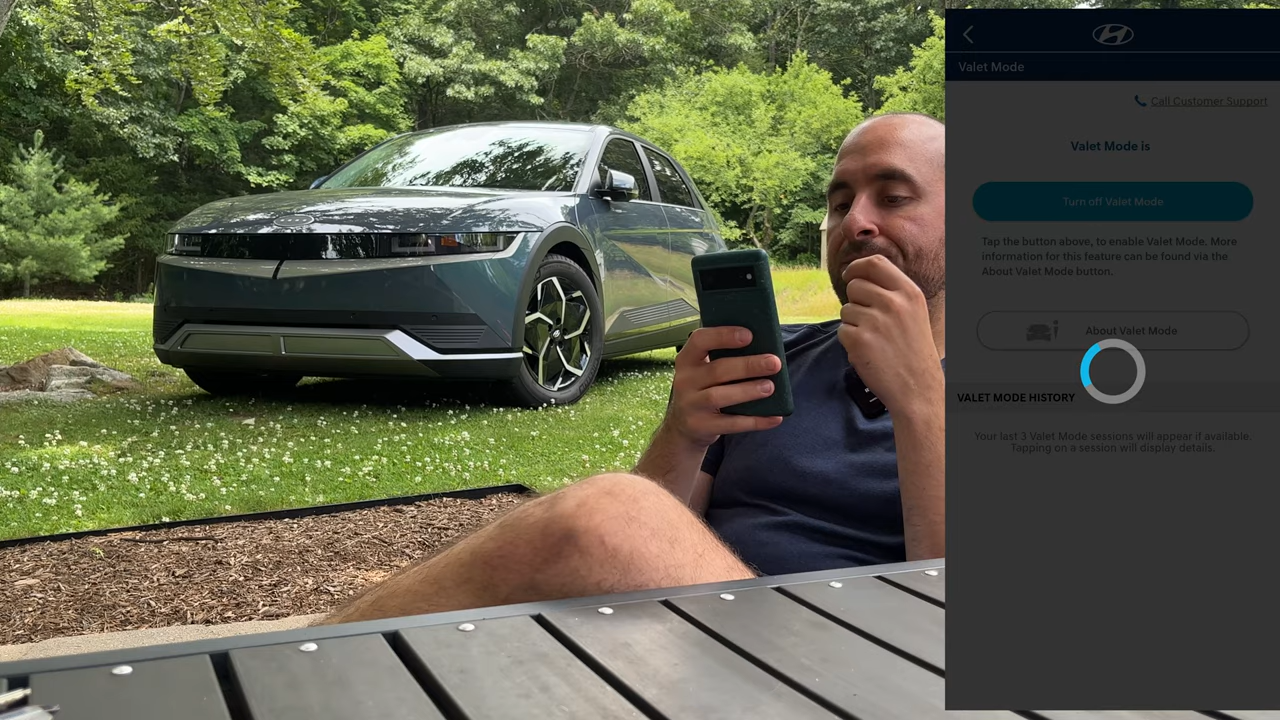 Valet Mode
Call Customer Support
Valet Mode is
Turn off Valet Mode
Tap the button above, to enable Valet Mode. More
information for this feature can be found via the
About Valet Mode button.
About Valet Mode
VALET MODE HISTORY
Your last 3 Valet Mode sessions will appear if available.
Tapping on a session will display details.